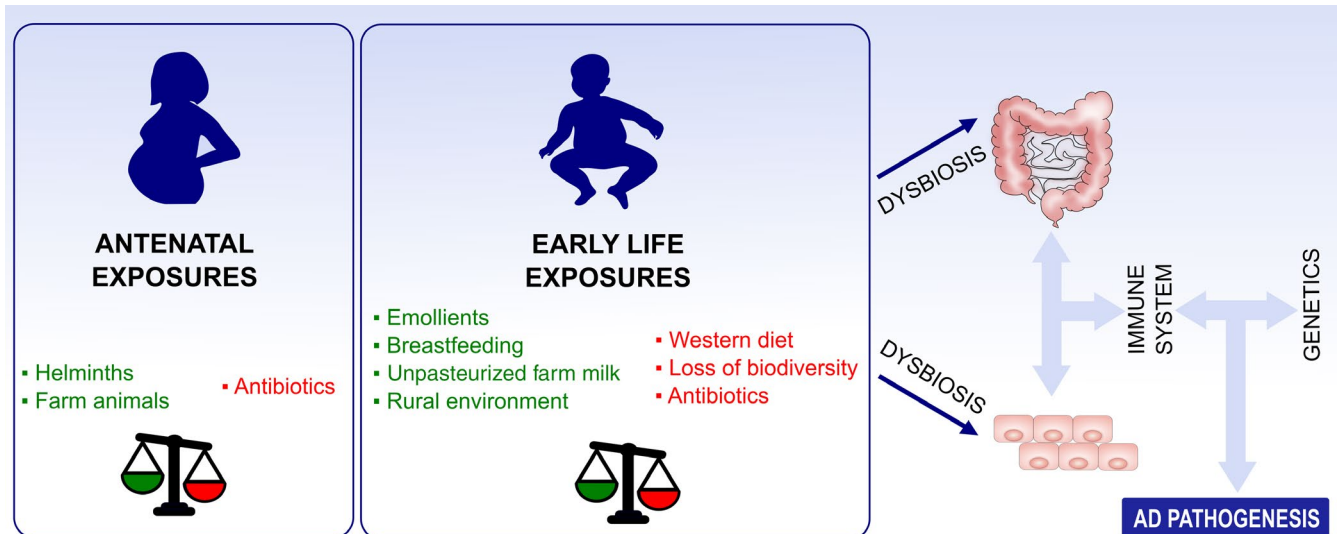 ANTENATAL
EXPOSURES
▪ Helminths
▪ Farm animals
▪ Antibiotics
EARLY LIFE
EXPOSURES
▪ Emollients
▪ Breastfeeding
▪ Unpasteurized farm milk
▪ Rural environment
▪ Western diet
▪ Loss of biodiversity
▪ Antibiotics
DYSBIOSIS
DYSBIOSIS
IMMUNE
SYSTEM
GENETICS
AD PATHOGENESIS